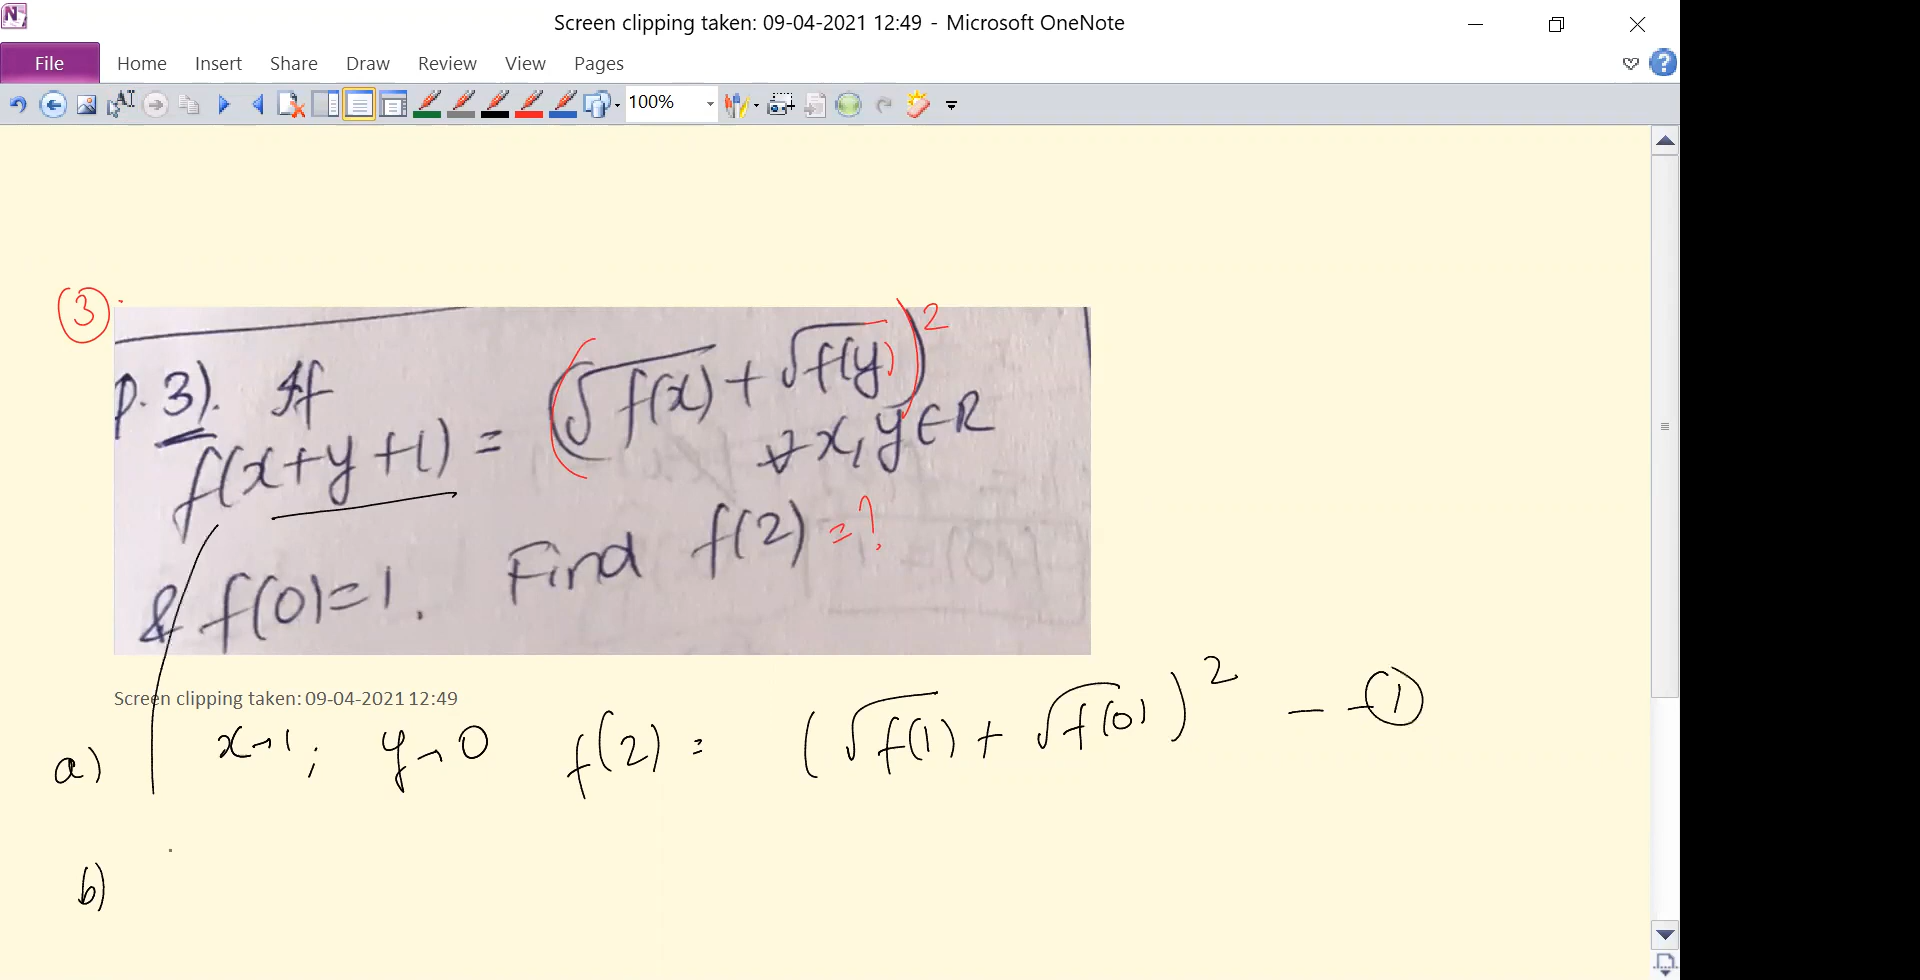 Screen clipping taken: 09-04-2021 12:49 - Microsoft OneNote
File Home Insert Share Draw Review View Pages
100%
③
p.3). If
f(x+y+1) = (√f(x) + √f(y))²
∀ x, y ∈ R
& f(0)=1. Find f(2) = ?
Screen clipping taken: 09-04-2021 12:49
a) x→1; y→0 f(2) = (√f(1) + √f(0))² - - ①
b)